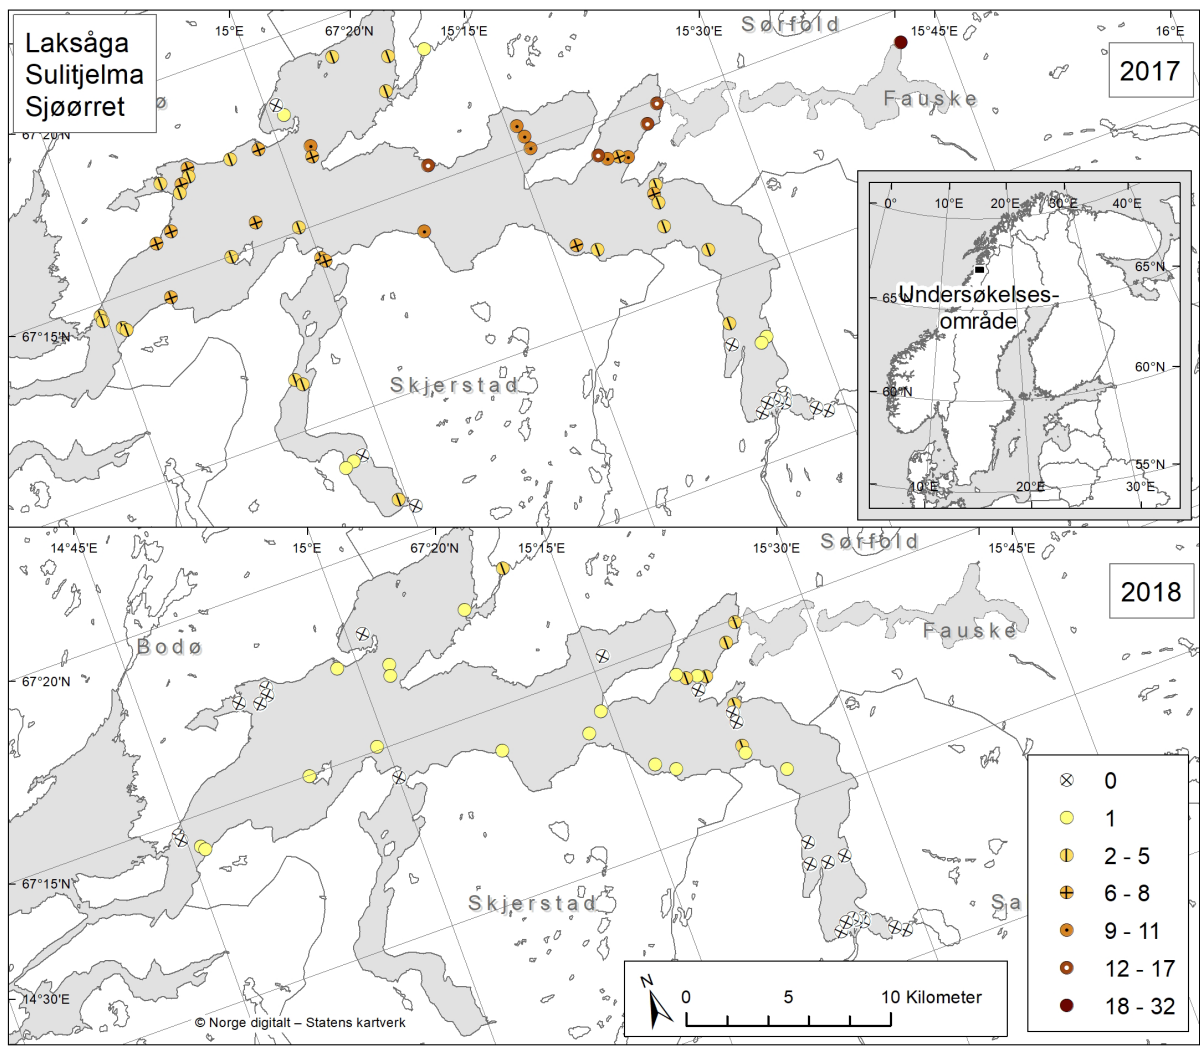 Laksåga
Sulitjelma
Sjøørret
15°E
67°20'N
15°15'E
15°30'E
Sørfold
15°45'E
16°E
2017
Fauske
67°20'N
ø
0°
10°E
20°E
30°E
40°E
65°N
65°N
Undersøkelses-
område
60°N
60°N
55°N
10°E
20°E
30°E
67°15'N
Skjerstad
14°45'E
15°E
67°20'N
15°15'E
15°30'E
Sørfold
15°45'E
2018
Bodø
Fauske
67°20'N
67°15'N
Skjerstad
Sa
14°30'E
0
1
2 - 5
6 - 8
9 - 11
12 - 17
18 - 32
N
0 5 10 Kilometer
© Norge digitalt – Statens kartverk